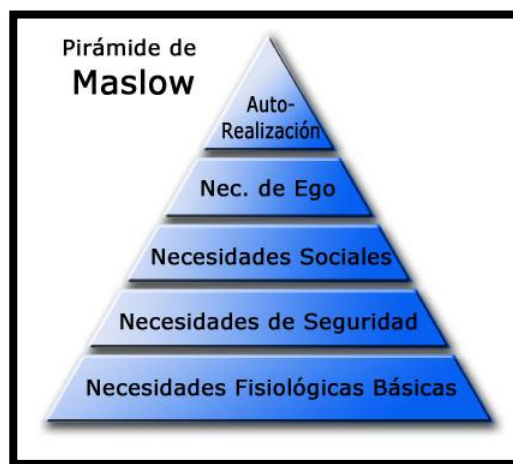 Pirámide de
Maslow
Auto-
Realización
Nec. de Ego
Necesidades Sociales
Necesidades de Seguridad
Necesidades Fisiológicas Básicas